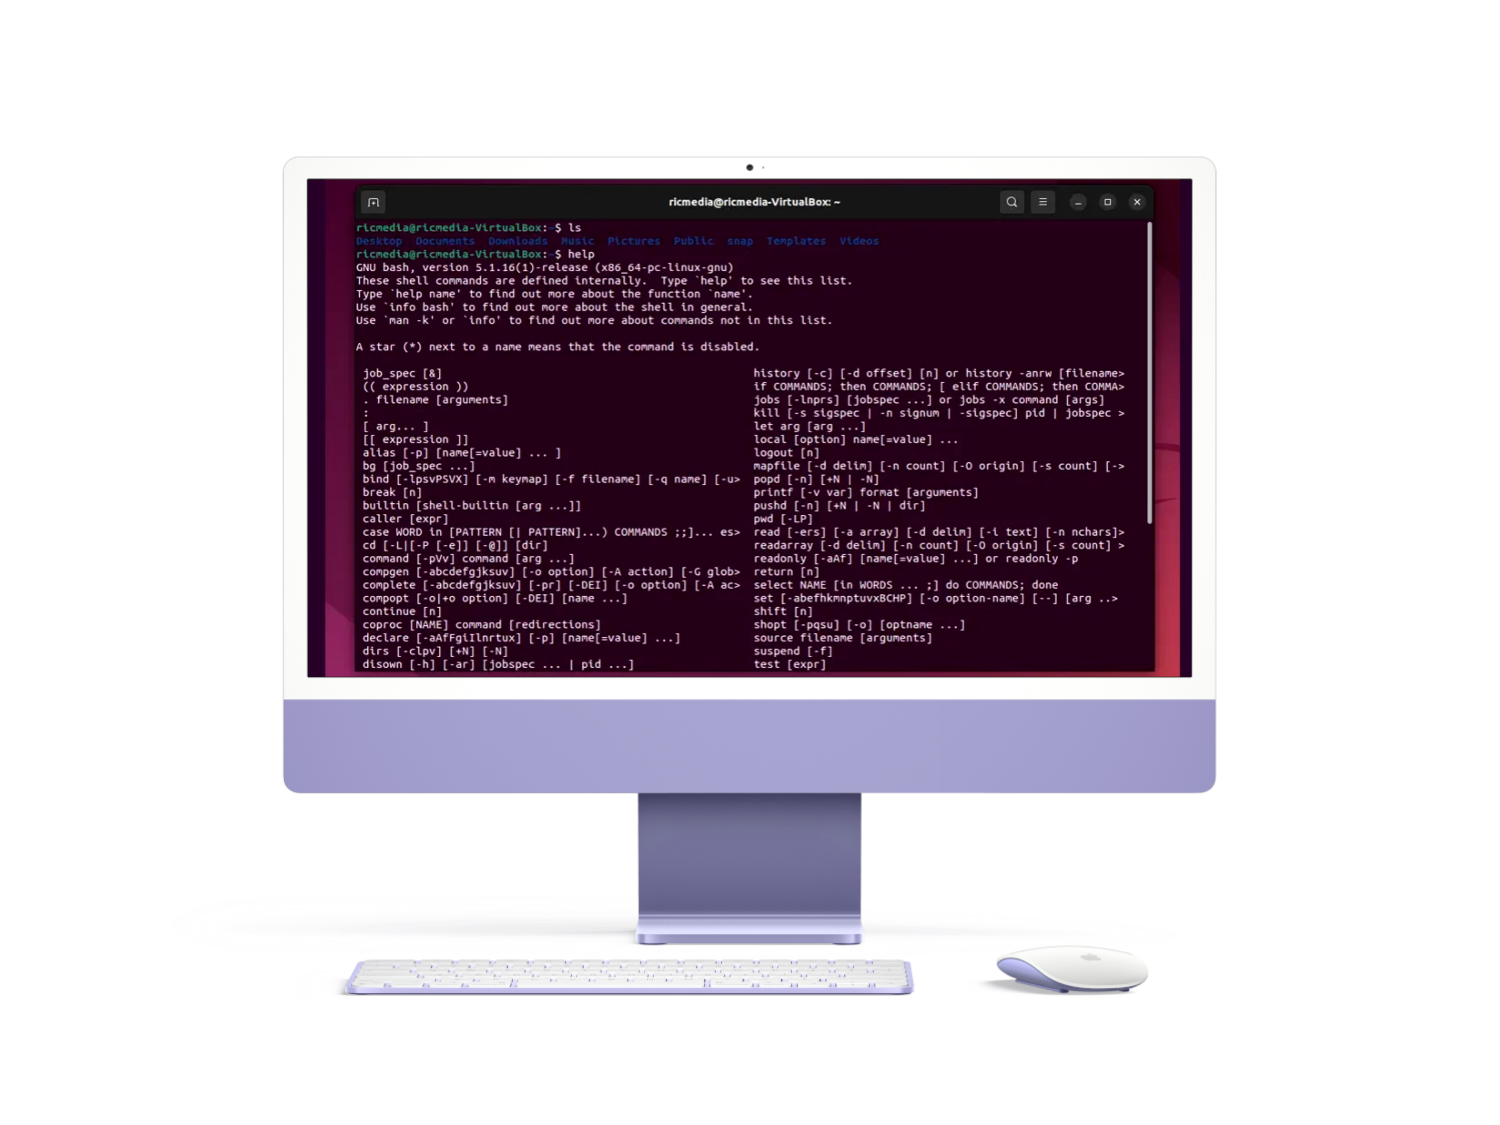 ricmedia@ricmedia-VirtualBox: ~
ricmedia@ricmedia-VirtualBox:~$ ls
Desktop Documents Downloads Music Pictures Public snap Templates Videos
ricmedia@ricmedia-VirtualBox:~$ help
GNU bash, version 5.1.16(1)-release (x86_64-pc-linux-gnu)
These shell commands are defined internally.  Type `help' to see this list.
Type `help name' to find out more about the function `name'.
Use `info bash' to find out more about the shell in general.
Use `man -k' or `info' to find out more about commands not in this list.
A star (*) next to a name means that the command is disabled.
job_spec [&]
(( expression ))
. filename [arguments]
:
[ arg... ]
[[ expression ]]
alias [-p] [name[=value] ... ]
bg [job_spec ...]
bind [-lpsvPSVX] [-m keymap] [-f filename] [-q name] [-u>
break [n]
builtin [shell-builtin [arg ...]]
caller [expr]
case WORD in [PATTERN [| PATTERN]...) COMMANDS ;;]... es>
cd [-L|[-P [-e]] [-@]] [dir]
command [-pVv] command [arg ...]
compgen [-abcdefgjksuv] [-o option] [-A action] [-G glob>
complete [-abcdefgjksuv] [-pr] [-DEI] [-o option] [-A ac>
compopt [-o|+o option] [-DEI] [name ...]
continue [n]
coproc [NAME] command [redirections]
declare [-aAfFgiIlnrtux] [-p] [name[=value] ...]
dirs [-clpv] [+N] [-N]
disown [-h] [-ar] [jobspec ... | pid ...]
history [-c] [-d offset] [n] or history -anrw [filename>
if COMMANDS; then COMMANDS; [ elif COMMANDS; then COMMA>
jobs [-lnprs] [jobspec ...] or jobs -x command [args]
kill [-s sigspec | -n signum | -sigspec] pid | jobspec >
let arg [arg ...]
local [option] name[=value] ...
logout [n]
mapfile [-d delim] [-n count] [-O origin] [-s count] [->
popd [-n] [+N | -N]
printf [-v var] format [arguments]
pushd [-n] [+N | -N | dir]
pwd [-LP]
read [-ers] [-a array] [-d delim] [-i text] [-n nchars]>
readarray [-d delim] [-n count] [-O origin] [-s count] >
readonly [-aAf] [name[=value] ...] or readonly -p
return [n]
select NAME [in WORDS ... ;] do COMMANDS; done
set [-abefhkmnptuvxBCHP] [-o option-name] [--] [arg ..>
shift [n]
shopt [-pqsu] [-o] [optname ...]
source filename [arguments]
suspend [-f]
test [expr]